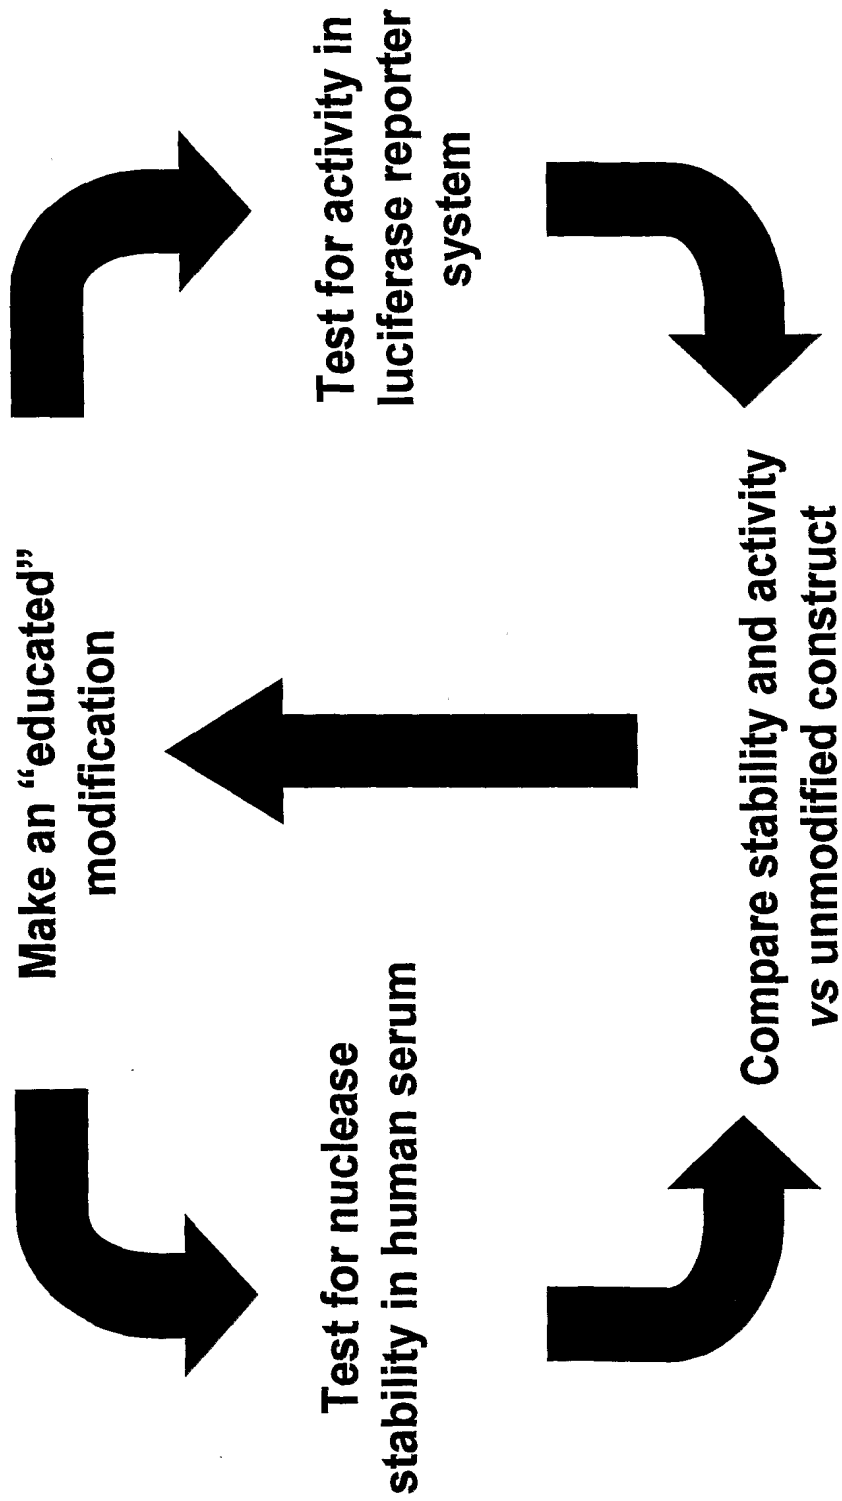 Make an “educated”
modification
Test for nuclease
stability in human serum
Test for activity in
luciferase reporter
system
Compare stability and activity
vs unmodified construct